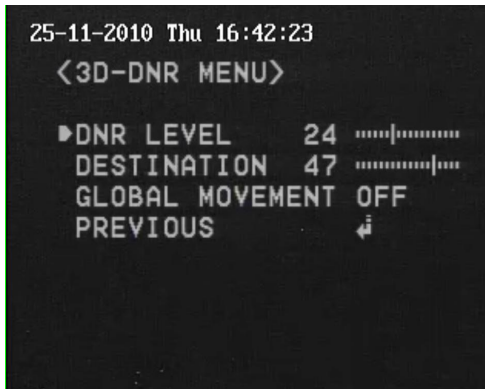 25-11-2010 Thu 16:42:23
<3D-DNR MENU>
DNR LEVEL 24
DESTINATION 47
GLOBAL MOVEMENT OFF
PREVIOUS